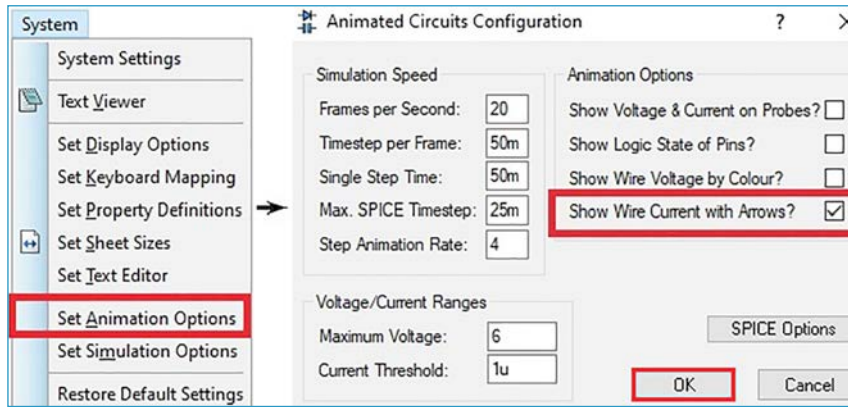 System
System Settings
Text Viewer
Set Display Options
Set Keyboard Mapping
Set Property Definitions
Set Sheet Sizes
Set Text Editor
Set Animation Options
Set Simulation Options
Restore Default Settings
Animated Circuits Configuration ?
Simulation Speed
Frames per Second: 20
Timestep per Frame: 50m
Single Step Time: 50m
Max. SPICE Timestep: 25m
Step Animation Rate: 4
Animation Options
Show Voltage & Current on Probes?
Show Logic State of Pins?
Show Wire Voltage by Colour?
Show Wire Current with Arrows?
Voltage/Current Ranges
Maximum Voltage: 6
Current Threshold: 1u
SPICE Options
OK Cancel